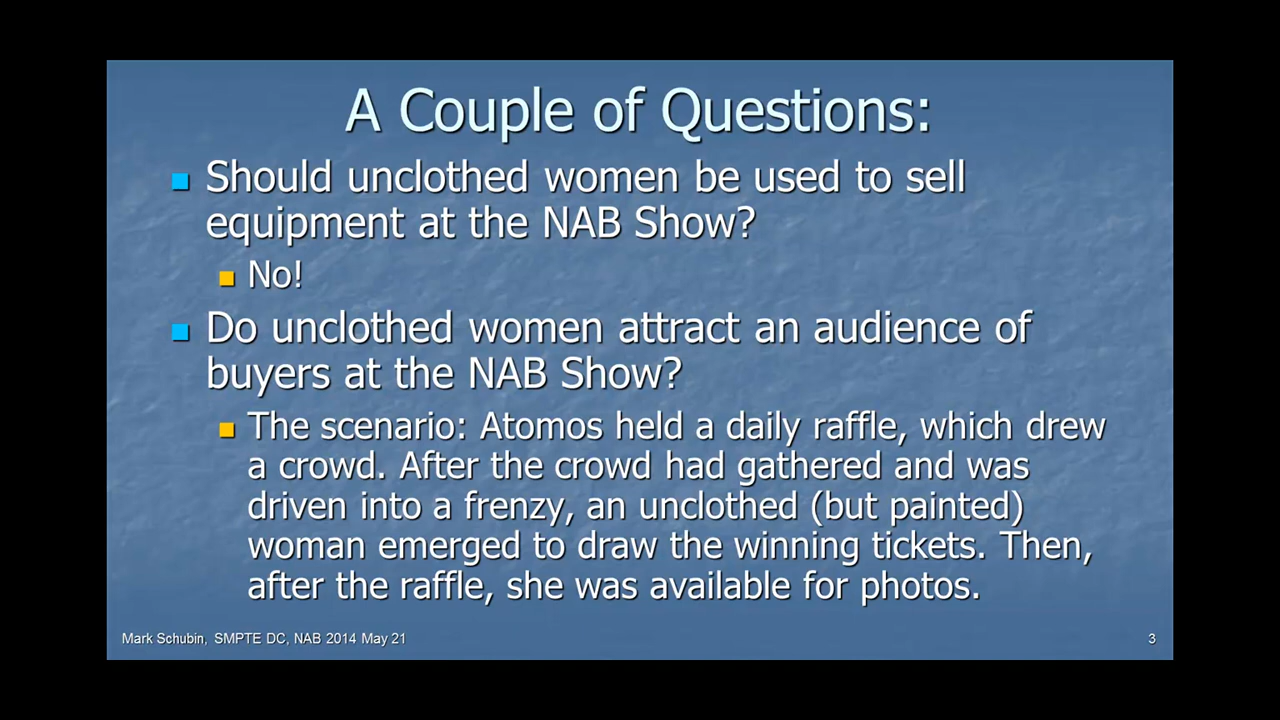 A Couple of Questions:
Should unclothed women be used to sell
equipment at the NAB Show?
No!
Do unclothed women attract an audience of
buyers at the NAB Show?
The scenario: Atomos held a daily raffle, which drew
a crowd. After the crowd had gathered and was
driven into a frenzy, an unclothed (but painted)
woman emerged to draw the winning tickets. Then,
after the raffle, she was available for photos.
Mark Schubin, SMPTE DC, NAB 2014 May 21
3